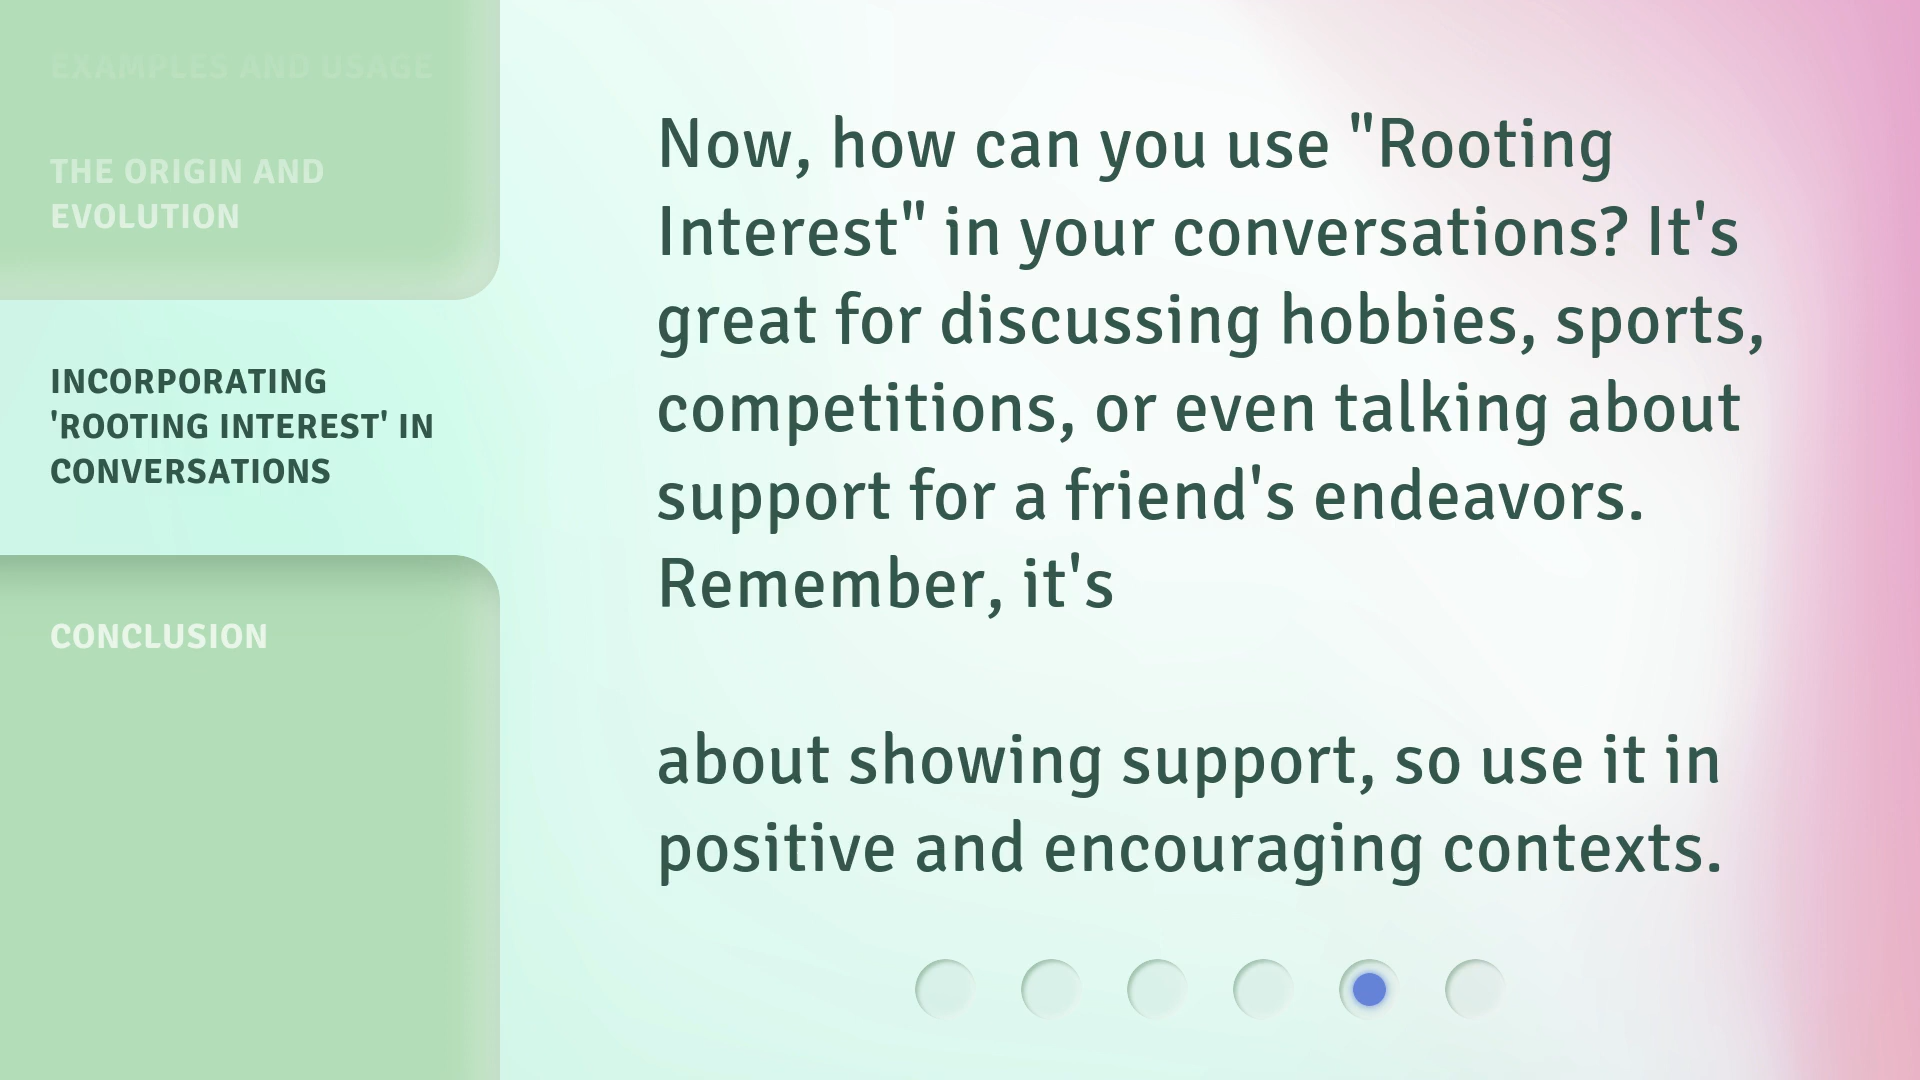 EXAMPLES AND USAGE
THE ORIGIN AND
EVOLUTION
INCORPORATING
'ROOTING INTEREST' IN
CONVERSATIONS
CONCLUSION
Now, how can you use "Rooting
Interest" in your conversations? It's
great for discussing hobbies, sports,
competitions, or even talking about
support for a friend's endeavors.
Remember, it's
about showing support, so use it in
positive and encouraging contexts.